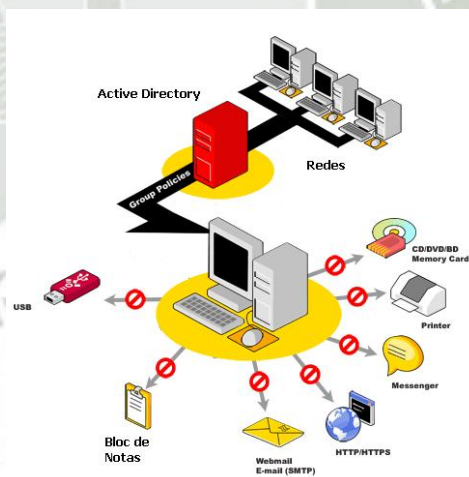 Active Directory
Redes
Group Policies
CD/DVD/BD
Memory Card
USB
Printer
Messenger
Bloc de
Notas
Webmail
E-mail (SMTP)
HTTP/HTTPS